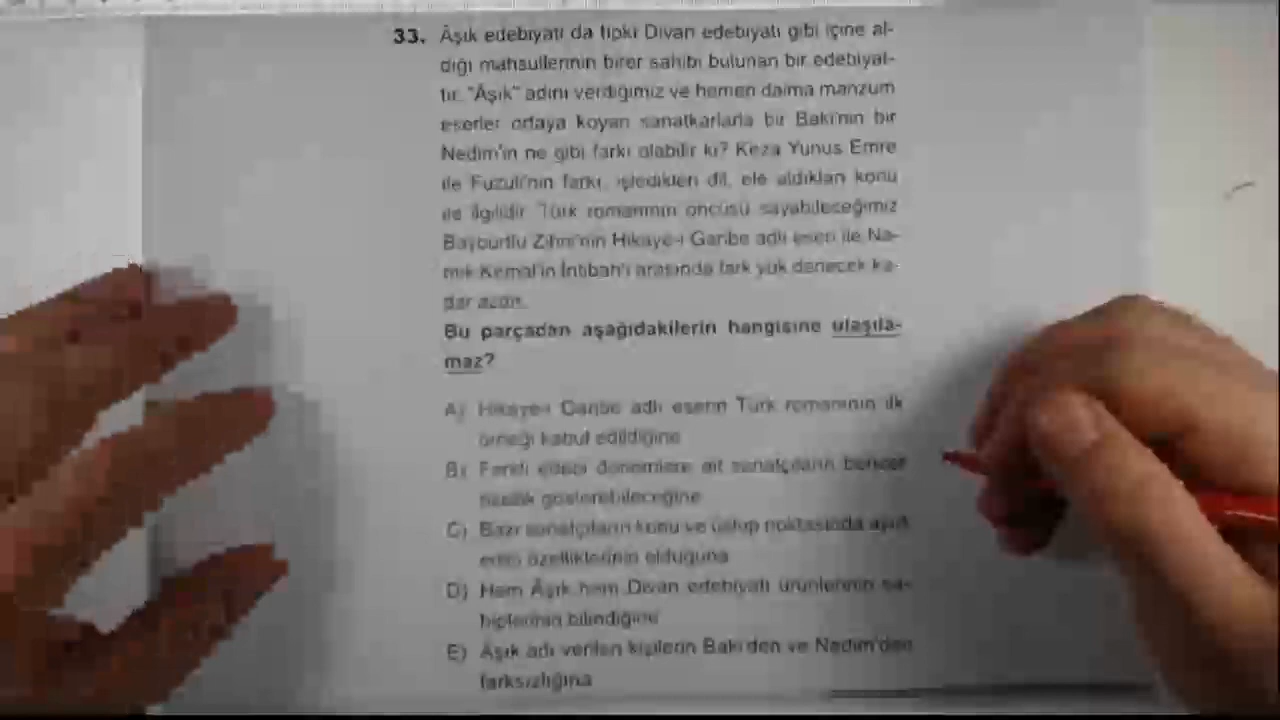 33. Âşık edebiyatı da tıpkı Divan edebiyatı gibi içine al-
dığı mahsullerinin birer sahibi bulunan bir edebiyat-
tır. "Âşık" adını verdiğimiz ve hemen daima manzum
eserler ortaya koyan sanatkarlarla bir Baki'nin bir
Nedim'in ne gibi farkı olabilir ki? Keza Yunus Emre
ile Fuzuli'nin farkı, işledikleri dil, ele aldıkları konu
ile ilgilidir. Türk romanının öncüsü sayabileceğimiz
Bayburtlu Zihni'nin Hikaye-i Garibe adlı eseri ile Na-
mık Kemal'in İntibah'ı arasında fark yok denecek ka-
dar azdır.
Bu parçadan aşağıdakilerin hangisine ulaşıla-
maz?
A) Hikaye-i Garibe adlı eserin Türk romanının ilk
örneği kabul edildiğine
B) Farklı edebi dönemlere ait sanatçıların benzer
özellik gösterebileceğine
C) Bazı sanatçıların konu ve üslup noktasında ayırt
edici özelliklerinin olduğuna
D) Hem Âşık hem Divan edebiyatı ürünlerinin sa-
hiplerinin bilindiğine
E) Âşık adı verilen kişilerin Baki'den ve Nedim'den
farksızlığına